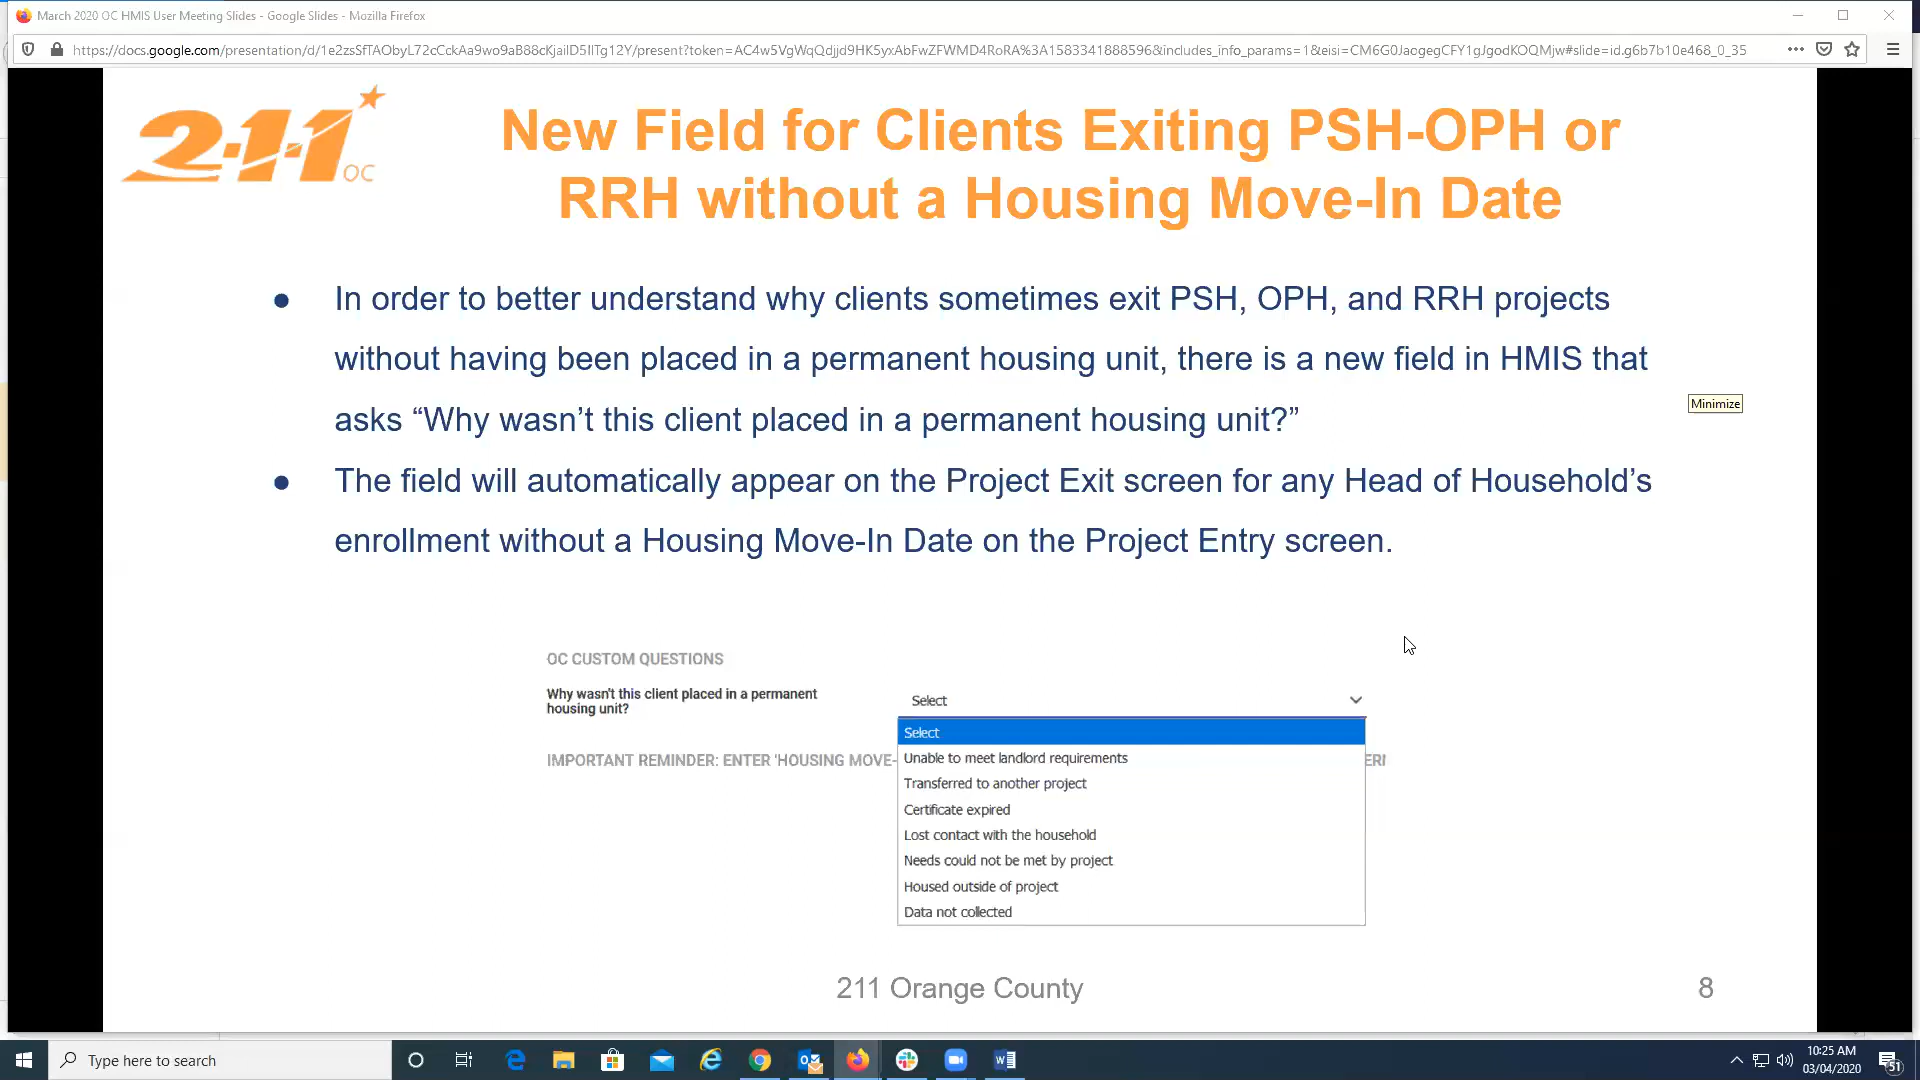 March 2020 OC HMIS User Meeting Slides - Google Slides - Mozilla Firefox
https://docs.google.com/presentation/d/1e2zsSfTAObyL72cCckAa9wo9aB88cKjailD5IlTg12Y/present?token=AC4w5VgWqQdjjd9HK5yxAbFwZFWMD4RoRA%3A1583341888596&includes_info_params=1&eisi=CM6G0JaogegCFY1gJgodKOQMjw#slide=id.g6b7b10e468_0_35
2-1-1 OC
New Field for Clients Exiting PSH-OPH or
RRH without a Housing Move-In Date
● In order to better understand why clients sometimes exit PSH, OPH, and RRH projects
without having been placed in a permanent housing unit, there is a new field in HMIS that
asks “Why wasn’t this client placed in a permanent housing unit?”
Minimize
● The field will automatically appear on the Project Exit screen for any Head of Household’s
enrollment without a Housing Move-In Date on the Project Entry screen.
OC CUSTOM QUESTIONS
Why wasn't this client placed in a permanent
housing unit?
Select
Select
IMPORTANT REMINDER: ENTER 'HOUSING MOVE-
Unable to meet landlord requirements
Transferred to another project
Certificate expired
Lost contact with the household
Needs could not be met by project
Housed outside of project
Data not collected
211 Orange County
8
Type here to search
10:25 AM
03/04/2020
51